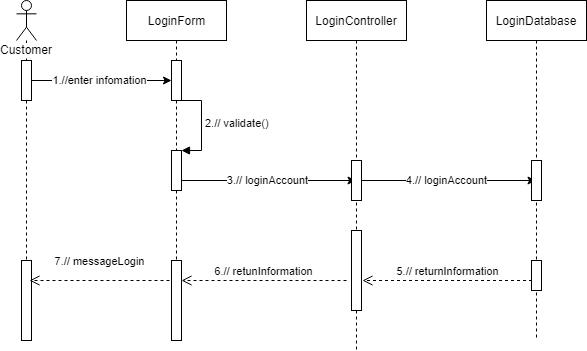 LoginForm
LoginController
LoginDatabase
Customer
1.//enter infomation
2.// validate()
3.// loginAccount
4.// loginAccount
5.// returnInformation
6.// retunInformation
7.// messageLogin